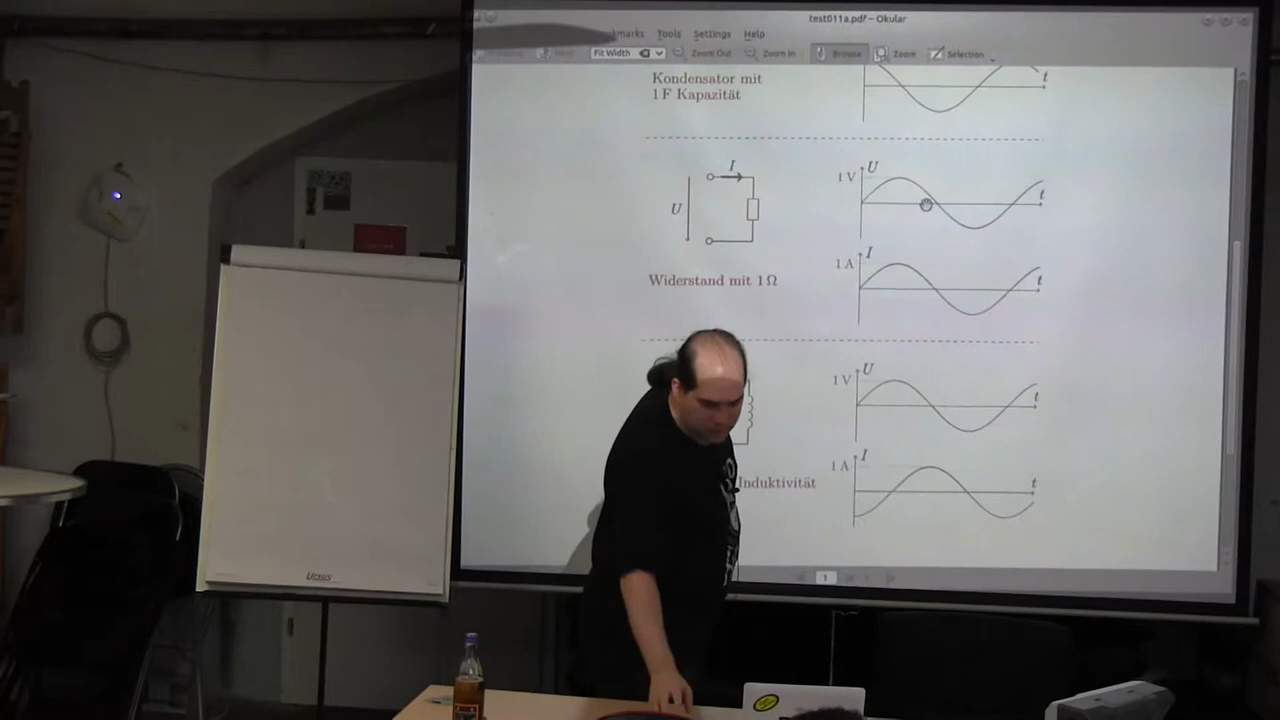 test011a.pdf – Okular
Tools Settings Help
Fit Width Zoom Out Zoom In Browse Zoom Selection
Kondensator mit
1 F Kapazität
t
I
U
1 V U
t
1 A I
t
Widerstand mit 1 Ω
1 V U
t
1 A I
t
Induktivität
1